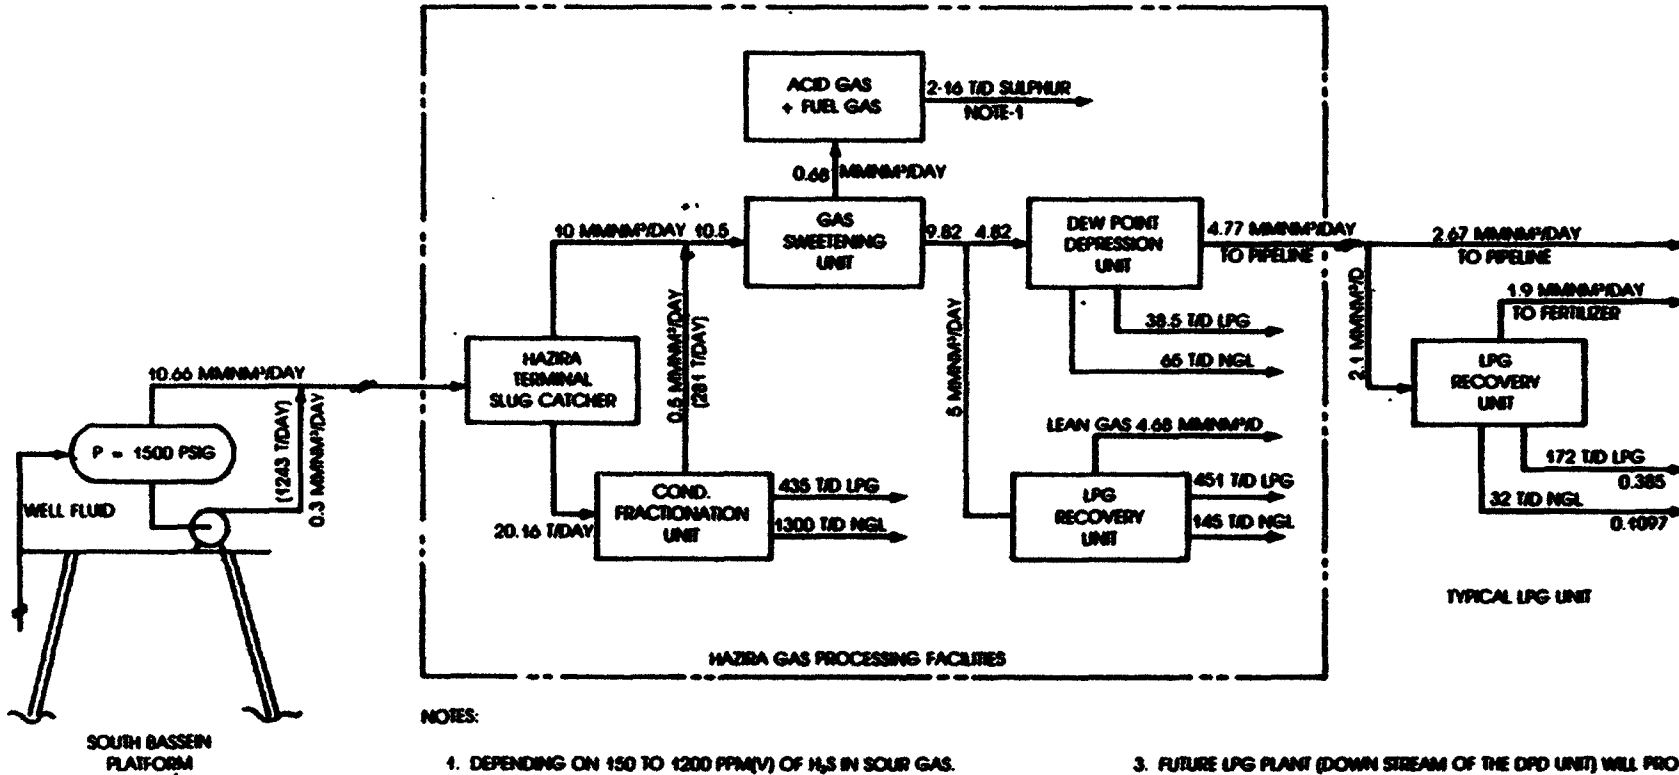 ACID GAS
+ FUEL GAS
2-16 T/D SULPHUR
NOTE-1
0.68 MMNM³/DAY
10 MMNM³/DAY 10.5
GAS
SWEETENING
UNIT
9.82 4.82
DEW POINT
DEPRESSION
UNIT
4.77 MMNM³/DAY
TO PIPELINE
2.67 MMNM³/DAY
TO PIPELINE
2.1 MMNM³/D
1.9 MMNM³/DAY
TO FERTILIZER
38.5 T/D LPG
65 T/D NGL
0.5 MMNM³/DAY
(281 T/DAY)
5 MMNM³/DAY
HAZIRA
TERMINAL
SLUG CATCHER
LPG
RECOVERY
UNIT
10.66 MMNM³/DAY
(1243 T/DAY)
0.3 MMNM³/DAY
P = 1500 PSIG
WELL FLUID
LEAN GAS 4.68 MMNM³/D
20.16 T/DAY
COND.
FRACTIONATION
UNIT
435 T/D LPG
1300 T/D NGL
LPG
RECOVERY
UNIT
451 T/D LPG
145 T/D NGL
172 T/D LPG
0.385
32 T/D NGL
0.1097
TYPICAL LPG UNIT
HAZIRA GAS PROCESSING FACILITIES
SOUTH BASSEIN
PLATFORM
NOTES:
1. DEPENDING ON 150 TO 1200 PPM(V) OF H₂S IN SOUR GAS.
3. FUTURE LPG PLANT (DOWN STREAM OF THE DPD UNIT) WILL PRO